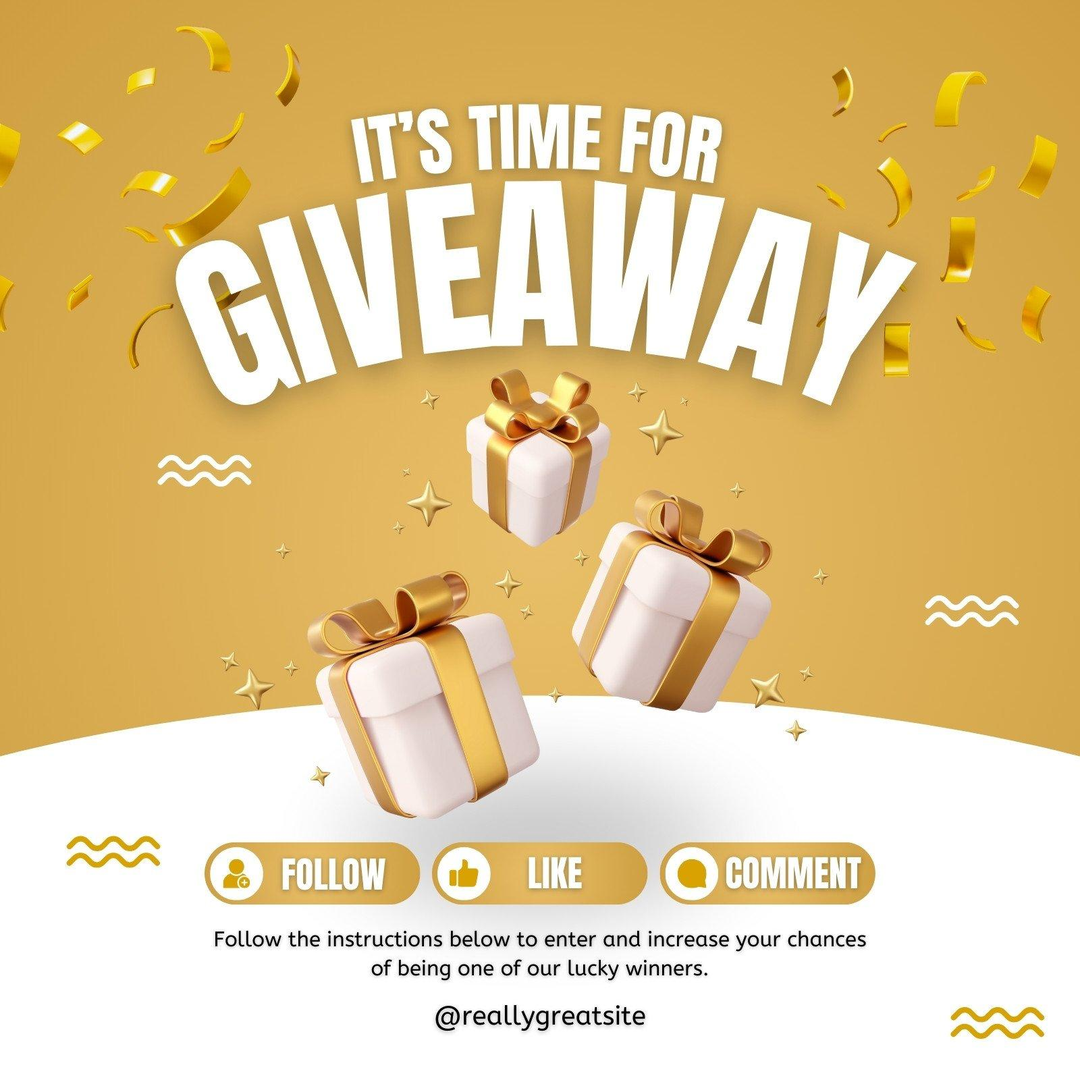 IT'S TIME FOR
GIVEAWAY
FOLLOW
LIKE
COMMENT
Follow the instructions below to enter and increase your chances
of being one of our lucky winners.
@reallygreatsite